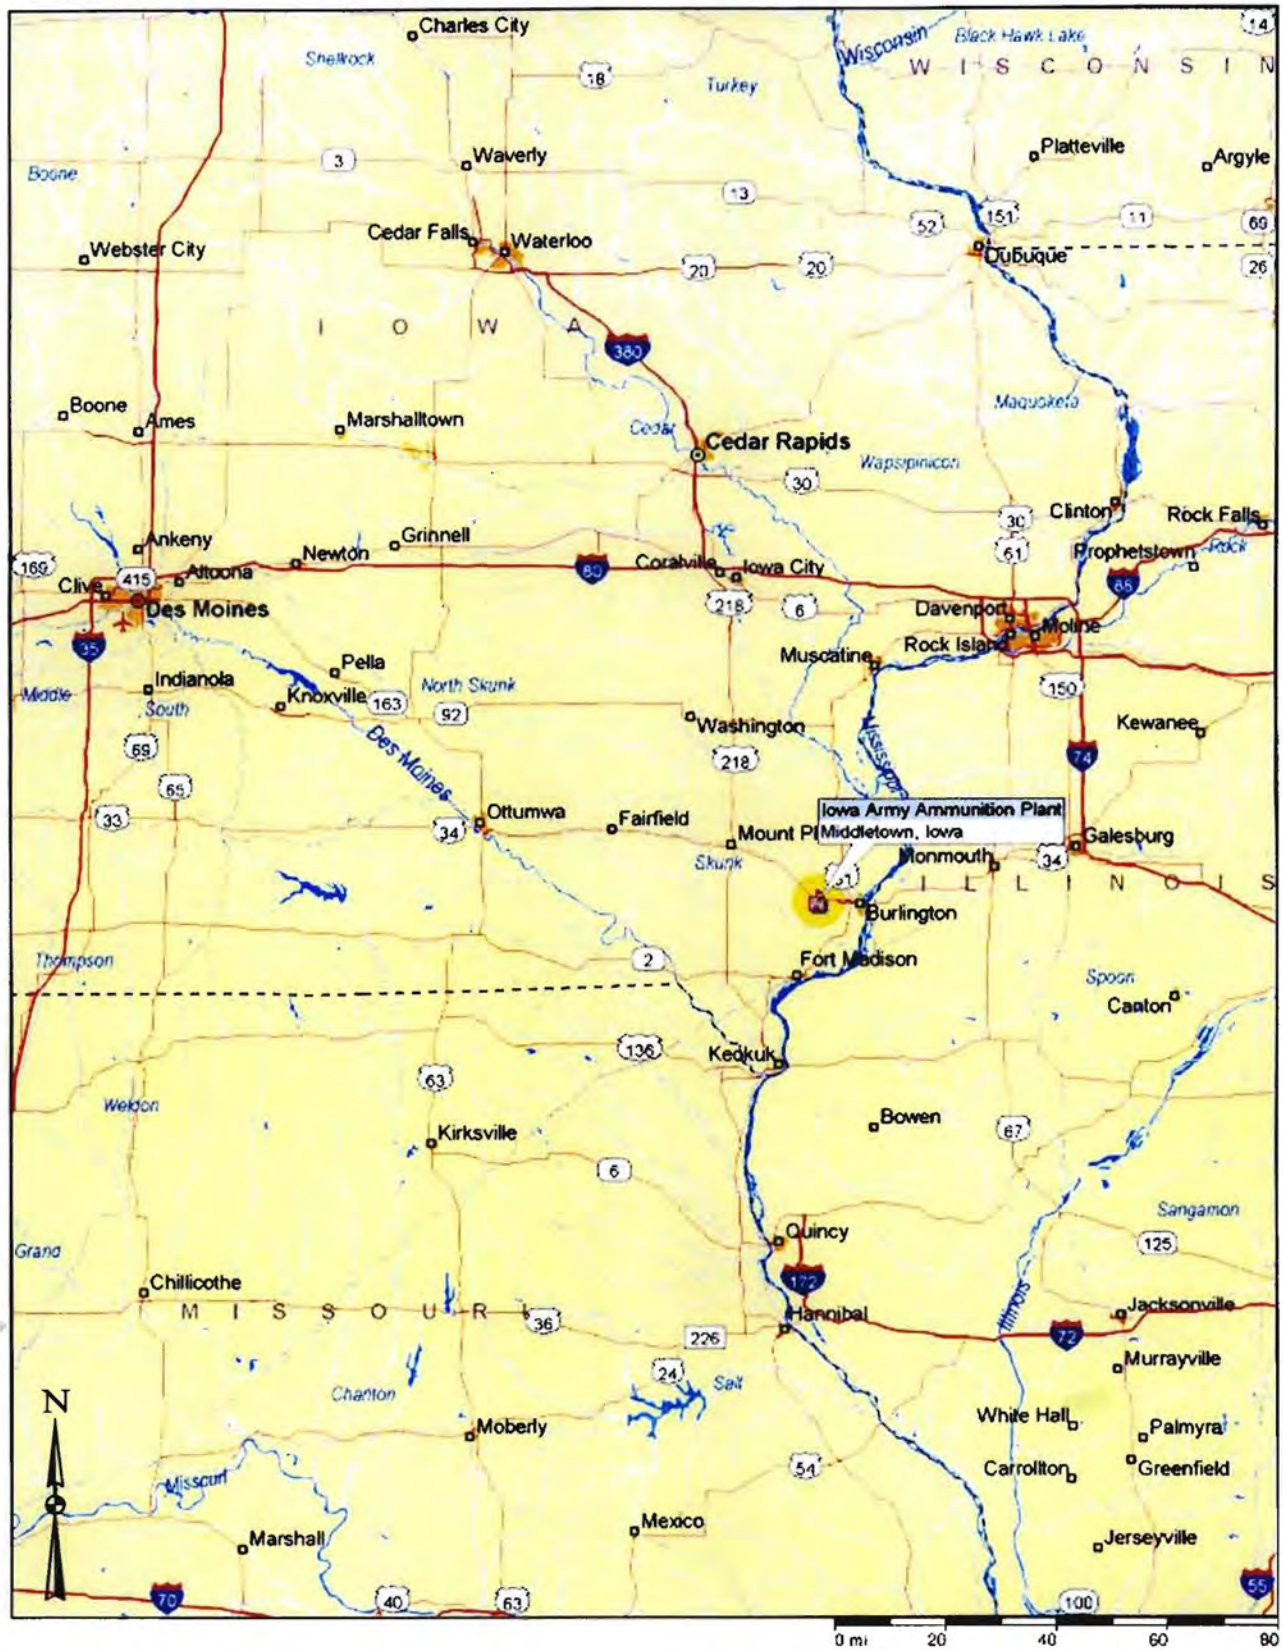 Charles City
14
Wisconsin
Black Hawk Lake
Shellrock
W I S C O N S I N
18
Turkey
Platteville
3
Waverly
Argyle
Boone
13
151
11
52
69
Cedar Falls
Waterloo
Webster City
Dubuque
20
20
26
I O W A
380
Boone
Ames
Marshalltown
Maquoketa
Cedar
Cedar Rapids
Wapsipinicon
30
Clinton
Rock Falls
30
Ankeny
Grinnell
61
Prophetstown
Rock
169
Newton
80
Coralville
Iowa City
415
Altoona
88
Clive
Des Moines
218
6
Davenport
Moline
35
Rock Island
Muscatine
Pella
Indianola
North Skunk
150
Middle
Knoxville
163
South
92
Washington
Kewanee
69
Des Moines
218
Mississippi
74
65
Iowa Army Ammunition Plant
33
Ottumwa
Fairfield
Middletown, Iowa
34
Mount Pl
Galesburg
Skunk
Monmouth
34
61
I L L I N O I S
Burlington
Thompson
2
Fort Madison
Spoon
Canton
136
Keokuk
63
Weldon
Bowen
Kirksville
67
6
Sangamon
Quincy
125
Grand
Chillicothe
172
M I S S O U R I
Illinois
Jacksonville
36
Hannibal
226
72
Murrayville
24
Chariton
Salt
N
White Hall
Moberly
Palmyra
54
Carrollton
Greenfield
Missouri
Mexico
Marshall
Jerseyville
70
40
63
100
55
0 mi 20 40 60 80